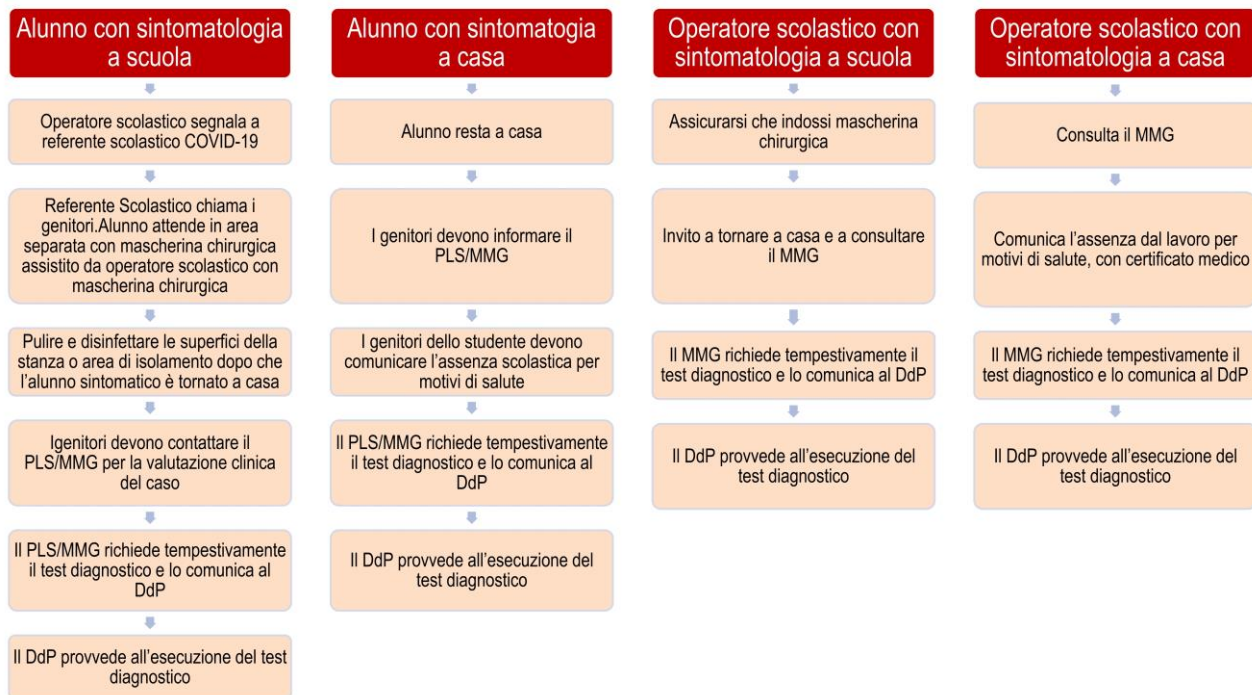 Alunno con sintomatologia
a scuola
Operatore scolastico segnala a
referente scolastico COVID-19
Referente Scolastico chiama i
genitori.Alunno attende in area
separata con mascherina chirurgica
assistito da operatore scolastico con
mascherina chirurgica
Pulire e disinfettare le superfici della
stanza o area di isolamento dopo che
l’alunno sintomatico è tornato a casa
Igenitori devono contattare il
PLS/MMG per la valutazione clinica
del caso
Il PLS/MMG richiede tempestivamente
il test diagnostico e lo comunica al
DdP
Il DdP provvede all’esecuzione del test
diagnostico
Alunno con sintomatogia
a casa
Alunno resta a casa
I genitori devono informare il
PLS/MMG
I genitori dello studente devono
comunicare l’assenza scolastica per
motivi di salute
Il PLS/MMG richiede tempestivamente
il test diagnostico e lo comunica al
DdP
Il DdP provvede all’esecuzione del
test diagnostico
Operatore scolastico con
sintomatologia a scuola
Assicurarsi che indossi mascherina
chirurgica
Invito a tornare a casa e a consultare
il MMG
Il MMG richiede tempestivamente il
test diagnostico e lo comunica al DdP
Il DdP provvede all’esecuzione del
test diagnostico
Operatore scolastico con
sintomatologia a casa
Consulta il MMG
Comunica l’assenza dal lavoro per
motivi di salute, con certificato medico
Il MMG richiede tempestivamente il
test diagnostico e lo comunica al DdP
Il DdP provvede all’esecuzione del
test diagnostico